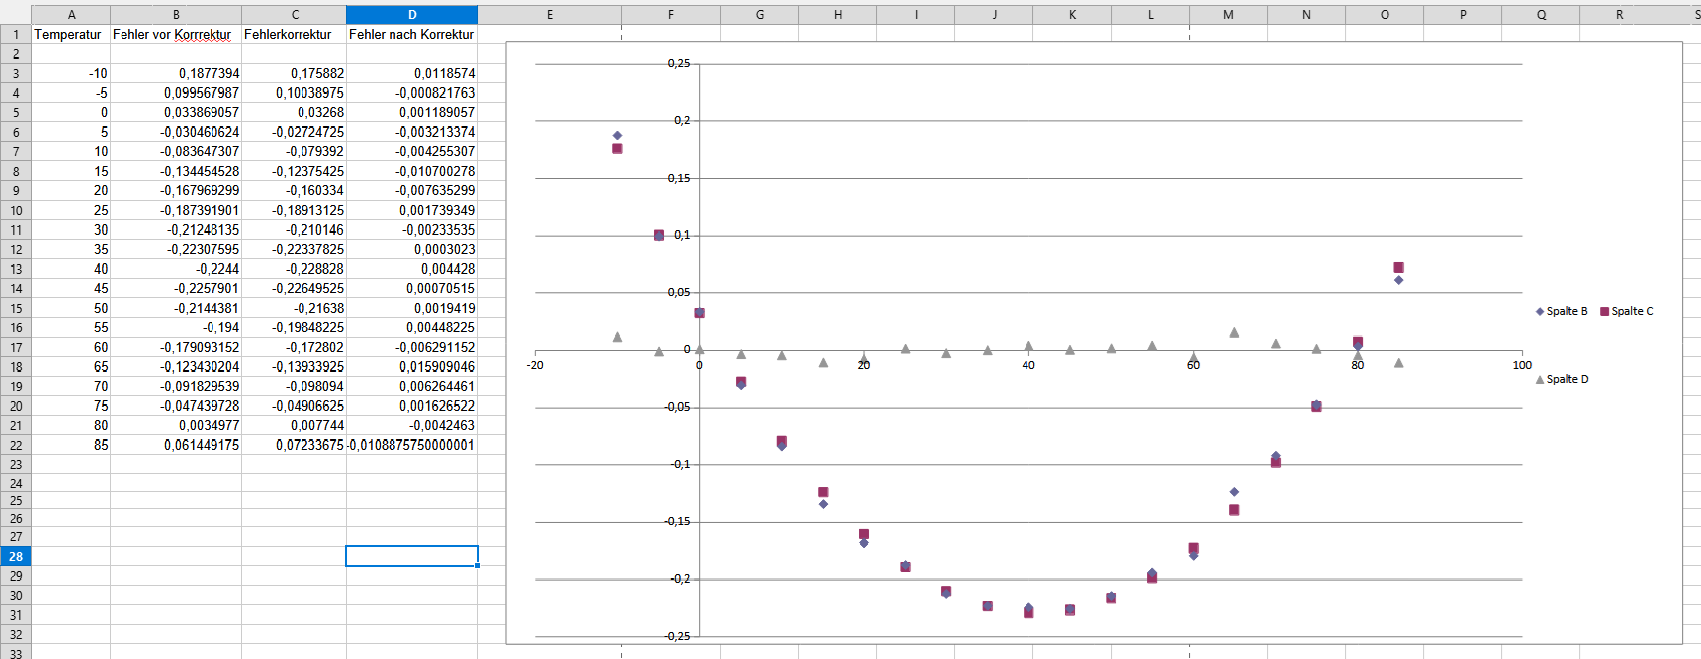 A B C D E F G H I J K L M N O P Q R S
1 Temperatur Fehler vor Korrrektur Fehlerkorrektur Fehler nach Korrektur
2
3 -10 0,1877394 0,175882 0,0118574
4 -5 0,099567987 0,10038975 -0,000821763
5 0 0,033869057 0,03268 0,001189057
6 5 -0,030460624 -0,02724725 -0,003213374
7 10 -0,083647307 -0,079392 -0,004255307
8 15 -0,134454528 -0,12375425 -0,010700278
9 20 -0,167969299 -0,160334 -0,007635299
10 25 -0,187391901 -0,18913125 0,001739349
11 30 -0,21248135 -0,210146 -0,00233535
12 35 -0,22307595 -0,22337825 0,0003023
13 40 -0,2244 -0,228828 0,004428
14 45 -0,2257901 -0,22649525 0,00070515
15 50 -0,2144381 -0,21638 0,0019419
16 55 -0,194 -0,19848225 0,00448225
17 60 -0,179093152 -0,172802 -0,006291152
18 65 -0,123430204 -0,13933925 0,015909046
19 70 -0,091829539 -0,098094 0,006264461
20 75 -0,047439728 -0,04906625 0,001626522
21 80 0,0034977 0,007744 -0,0042463
22 85 0,061449175 0,07233675 -0,0108875750000001
23
24
25
26
27
28
29
30
31
32
33
0,25
0,2
0,15
0,1
0,05
0
-20 0 20 40 60 80 100
-0,05
-0,1
-0,15
-0,2
-0,25
Spalte B Spalte C
Spalte D